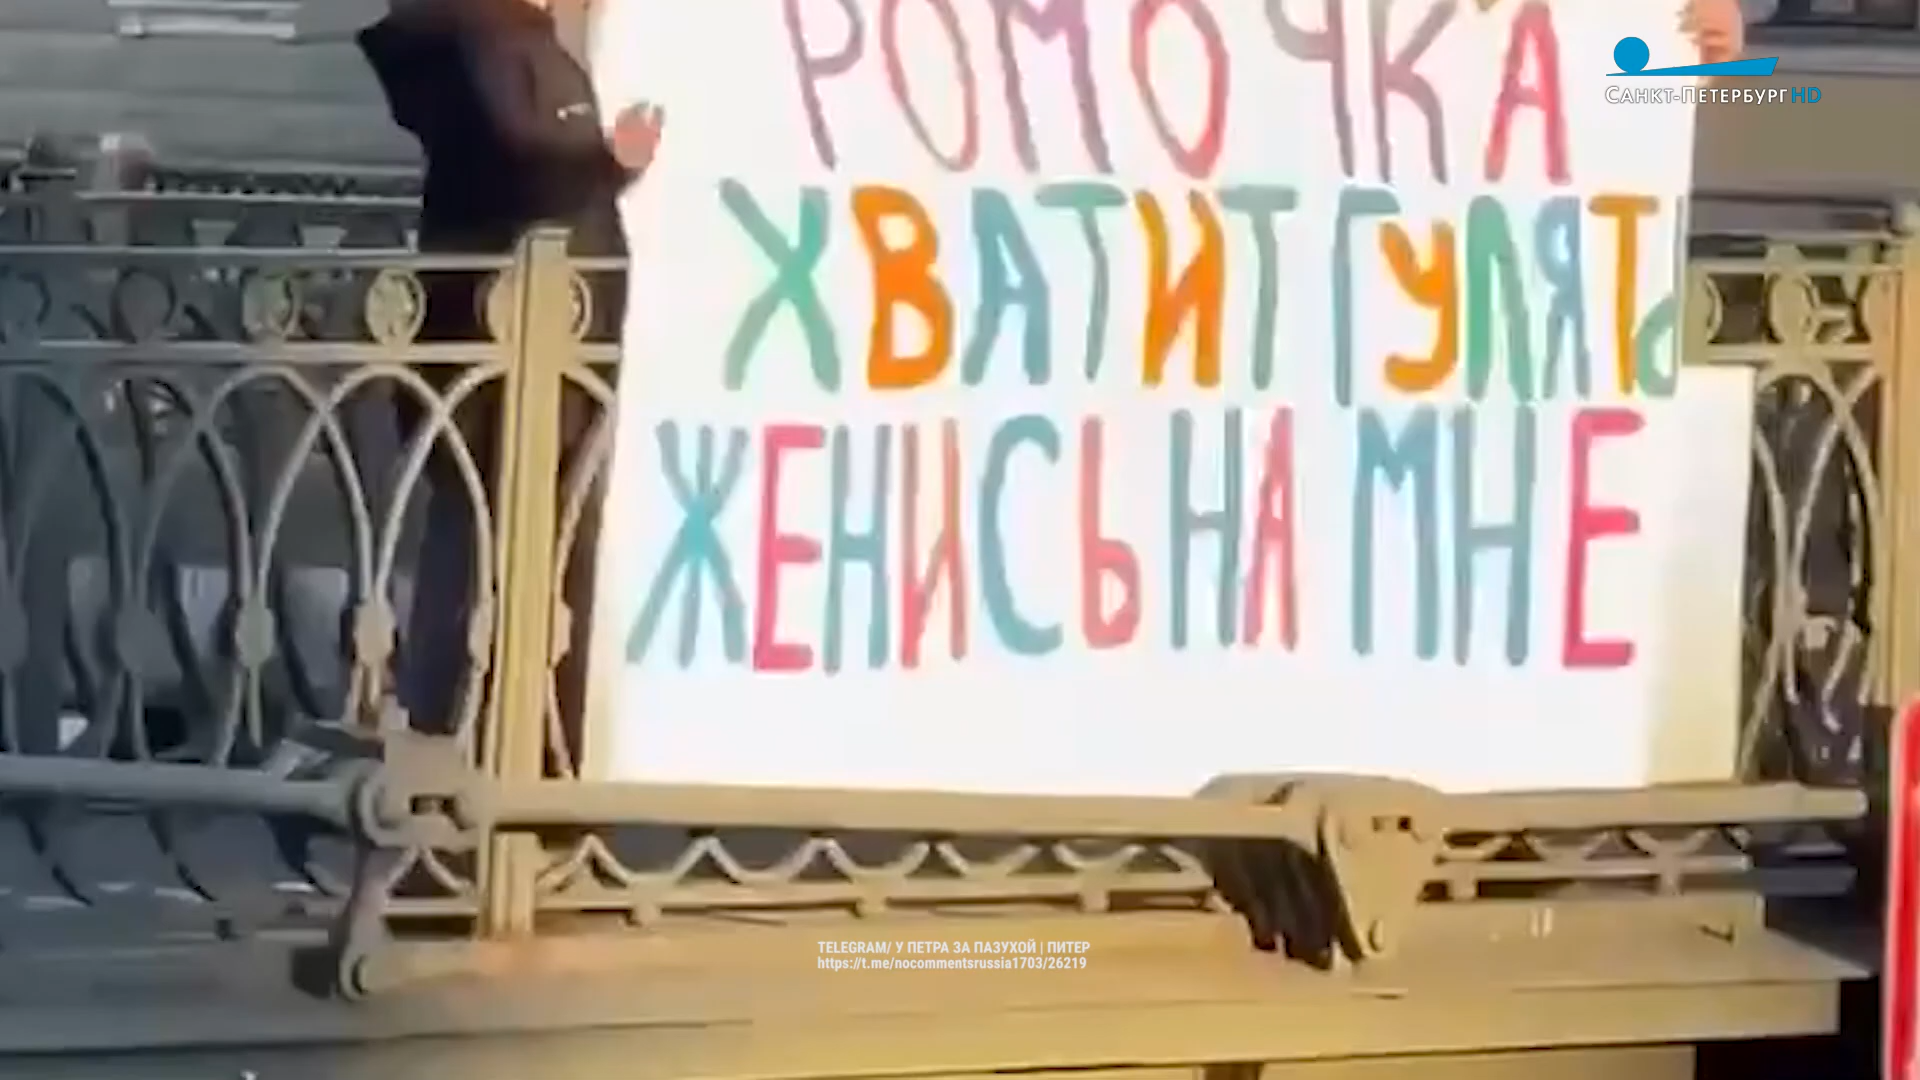 РОМОЧКА
САНКТ-ПЕТЕРБУРГ HD
ХВАТИТ ГУЛЯТЬ
ЖЕНИСЬ НА МНЕ
TELEGRAM/ У ПЕТРА ЗА ПАЗУХОЙ | ПИТЕР
https://t.me/nocommentsrussia1703/26219